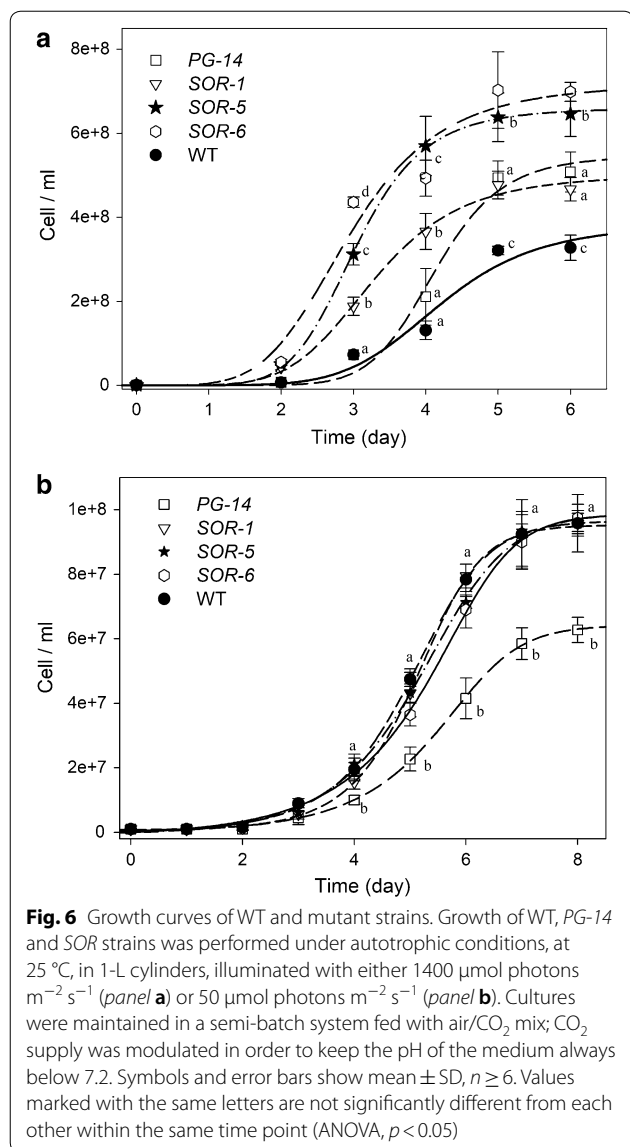 a
8e+8
6e+8
4e+8
2e+8
0
Cell / ml
PG-14
SOR-1
SOR-5
SOR-6
WT
d
c
b
a
c
b
a
a
b
a
a
c
b
a
a
c
0 1 2 3 4 5 6
Time (day)
b
1e+8
8e+7
6e+7
4e+7
2e+7
0
Cell / ml
PG-14
SOR-1
SOR-5
SOR-6
WT
a
b
a
b
a
b
a
b
a
b
0 2 4 6 8
Time (day)
Fig. 6 Growth curves of WT and mutant strains. Growth of WT, PG-14
and SOR strains was performed under autotrophic conditions, at
25 °C, in 1-L cylinders, illuminated with either 1400 µmol photons
m−2 s−1 (panel a) or 50 µmol photons m−2 s−1 (panel b). Cultures
were maintained in a semi-batch system fed with air/CO2 mix; CO2
supply was modulated in order to keep the pH of the medium always
below 7.2. Symbols and error bars show mean ± SD, n ≥ 6. Values
marked with the same letters are not significantly different from each
other within the same time point (ANOVA, p < 0.05)